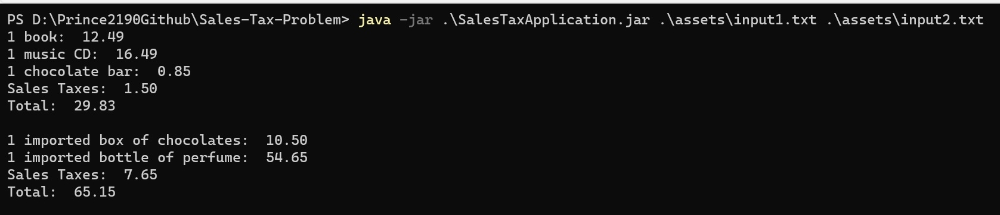 PS D:\Prince2190Github\Sales-Tax-Problem> java -jar .\SalesTaxApplication.jar .\assets\input1.txt .\assets\input2.txt
1 book:  12.49
1 music CD:  16.49
1 chocolate bar:  0.85
Sales Taxes:  1.50
Total:  29.83

1 imported box of chocolates:  10.50
1 imported bottle of perfume:  54.65
Sales Taxes:  7.65
Total:  65.15